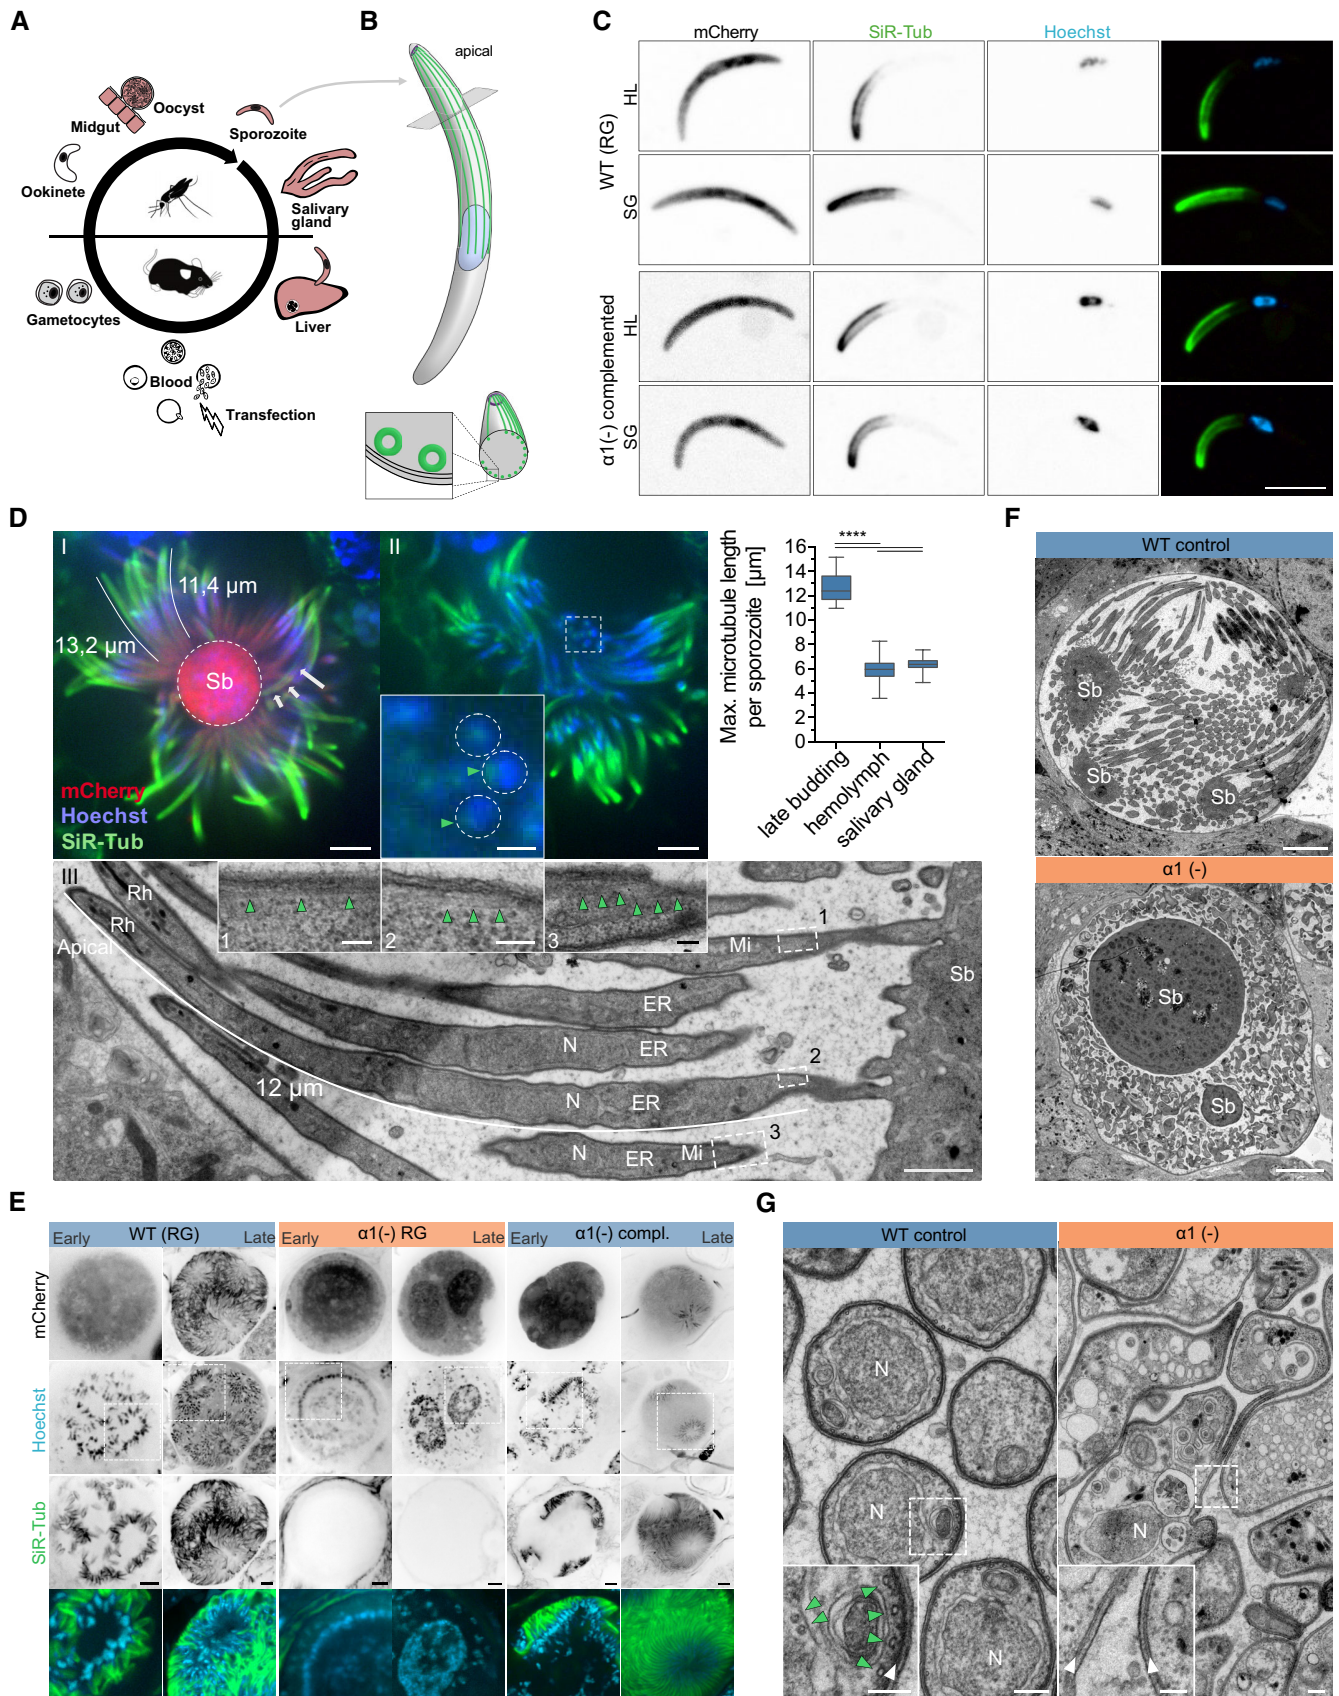 A
Oocyst
Midgut
Sporozoite
Ookinete
Salivary
gland
Gametocytes
Liver
Blood
Transfection
B
apical
C
mCherry
SiR-Tub
Hoechst
WT (RG)
HL
SG
α1(-) complemented
HL
SG
D
I
11,4 µm
13,2 µm
Sb
mCherry
Hoechst
SiR-Tub
II
Max. microtubule length
per sporozoite [µm]
****
16
14
12
10
8
6
4
2
0
late budding
hemolymph
salivary gland
III
Rh
Rh
Apical
1
2
3
Mi
1
Sb
ER
N
ER
2
12 µm
N
ER
3
N
ER
Mi
E
WT (RG)
Early
Late
α1(-) RG
Early
Late
α1(-) compl.
Early
Late
mCherry
Hoechst
SiR-Tub
F
WT control
Sb
Sb
Sb
α1 (-)
Sb
Sb
G
WT control
N
N
N
α1 (-)
N